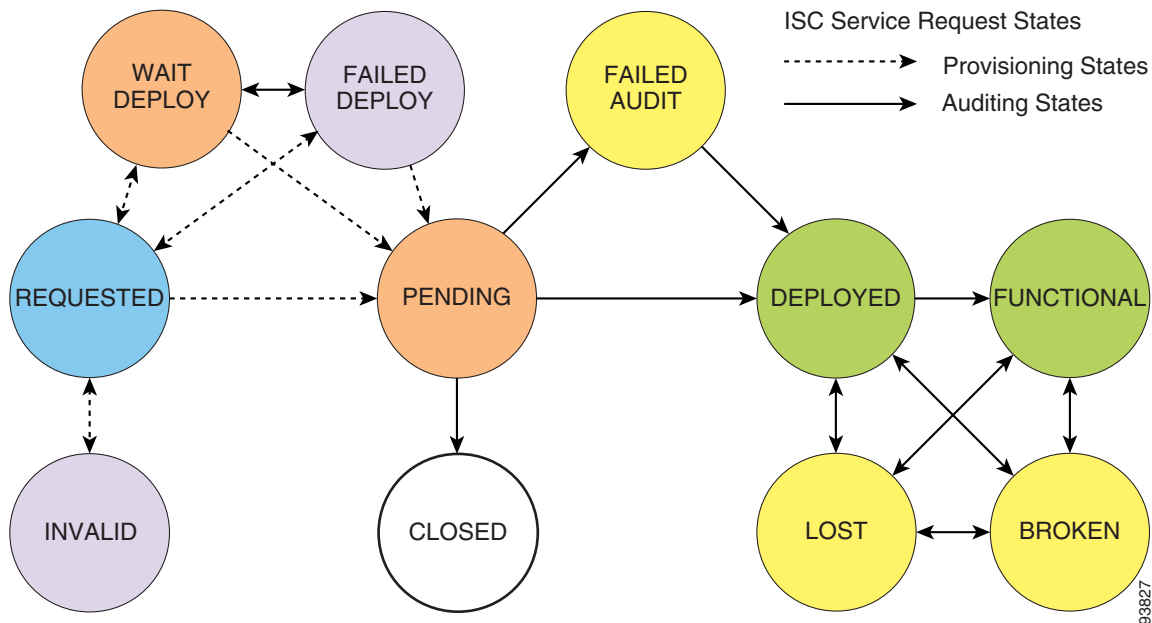 ISC Service Request States
Provisioning States
Auditing States
WAIT
DEPLOY
FAILED
DEPLOY
FAILED
AUDIT
REQUESTED
PENDING
DEPLOYED
FUNCTIONAL
INVALID
CLOSED
LOST
BROKEN
93827